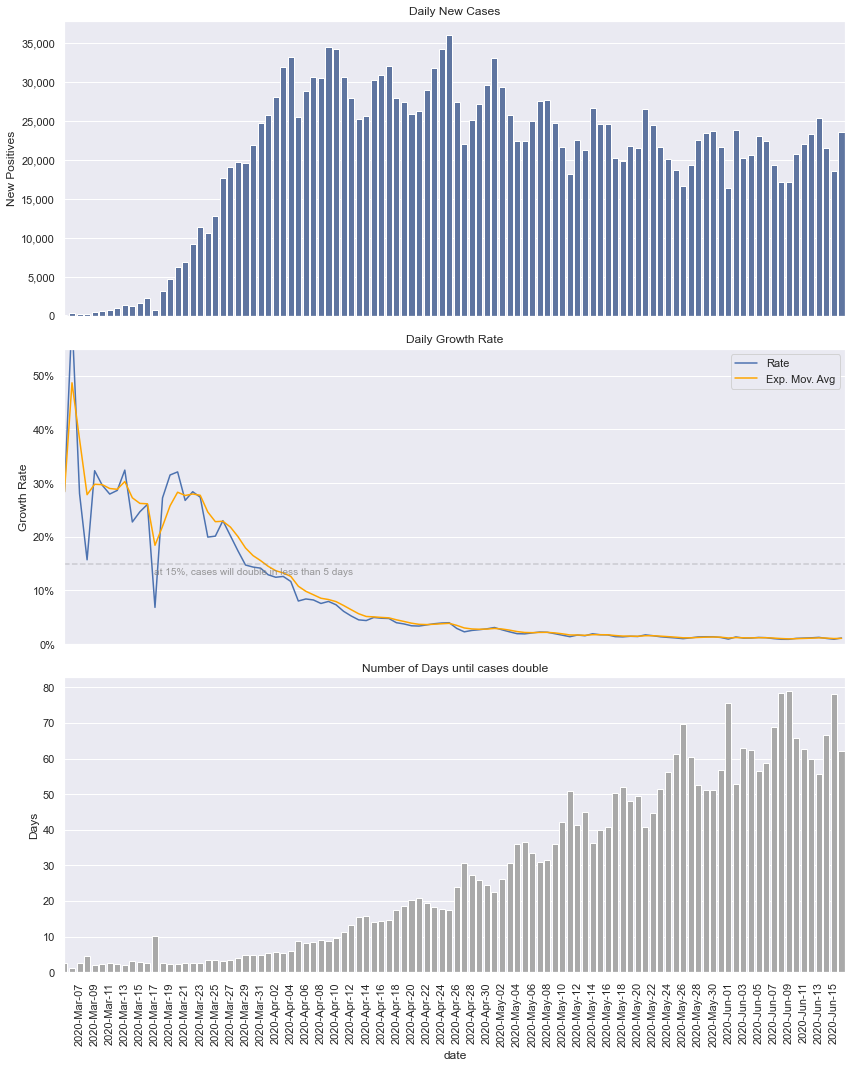 Daily New Cases
35,000
30,000
25,000
20,000
15,000
10,000
5,000
0
New Positives
Daily Growth Rate
Rate
Exp. Mov. Avg
50%
40%
30%
20%
10%
0%
Growth Rate
at 15%, cases will double in less than 5 days
Number of Days until cases double
80
70
60
50
40
30
20
10
0
Days
2020-Mar-07
2020-Mar-09
2020-Mar-11
2020-Mar-13
2020-Mar-15
2020-Mar-17
2020-Mar-19
2020-Mar-21
2020-Mar-23
2020-Mar-25
2020-Mar-27
2020-Mar-29
2020-Mar-31
2020-Apr-02
2020-Apr-04
2020-Apr-06
2020-Apr-08
2020-Apr-10
2020-Apr-12
2020-Apr-14
2020-Apr-16
2020-Apr-18
2020-Apr-20
2020-Apr-22
2020-Apr-24
2020-Apr-26
2020-Apr-28
2020-Apr-30
2020-May-02
2020-May-04
2020-May-06
2020-May-08
2020-May-10
2020-May-12
2020-May-14
2020-May-16
2020-May-18
2020-May-20
2020-May-22
2020-May-24
2020-May-26
2020-May-28
2020-May-30
2020-Jun-01
2020-Jun-03
2020-Jun-05
2020-Jun-07
2020-Jun-09
2020-Jun-11
2020-Jun-13
2020-Jun-15
date